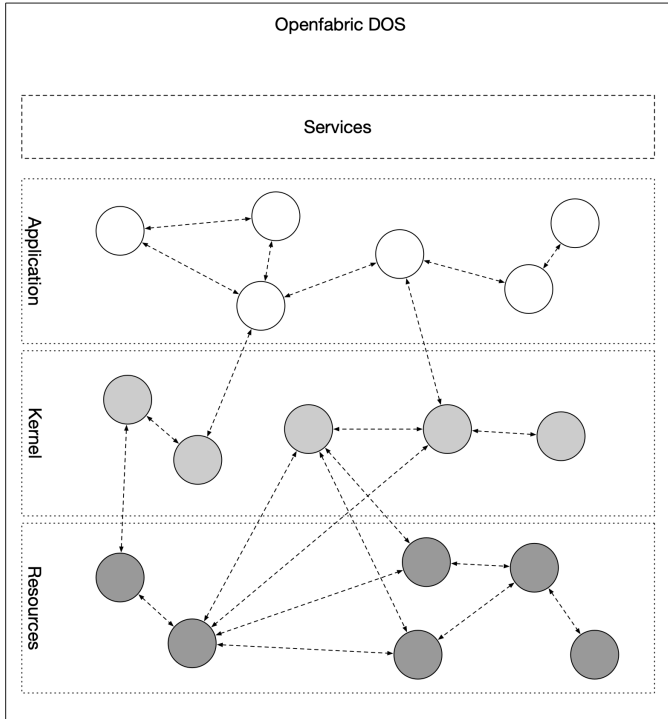 Openfabric DOS
Services
Application
Kernel
Resources